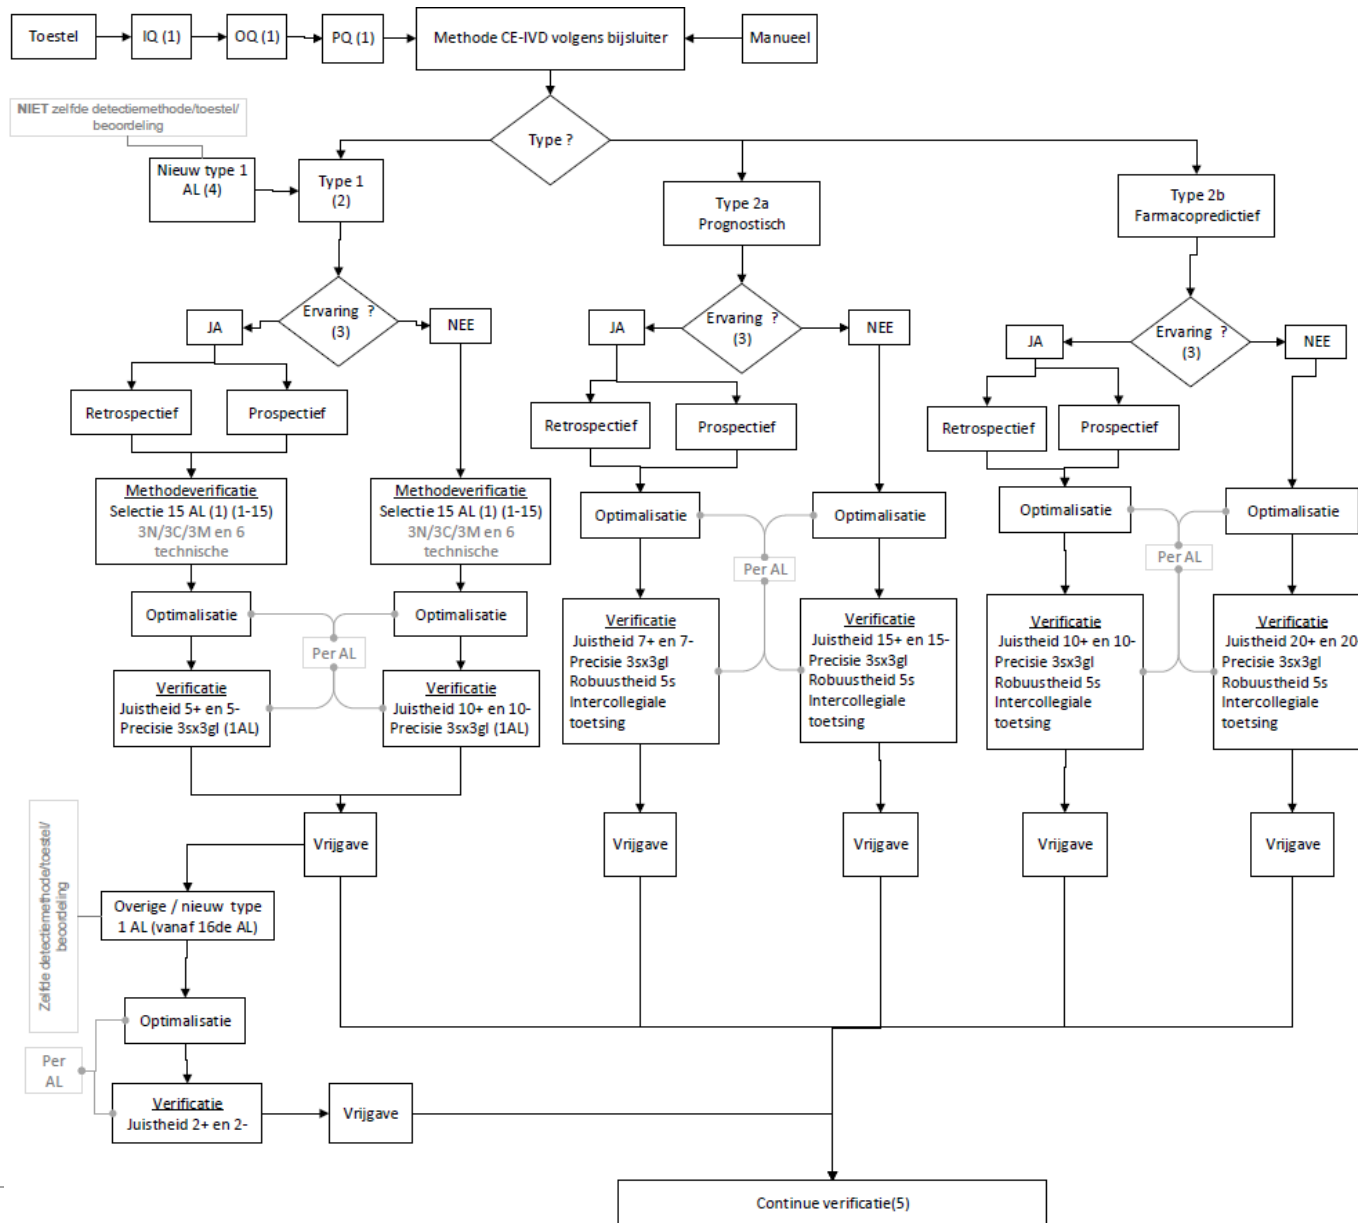 Toestel
IQ (1)
OQ (1)
PQ (1)
Methode CE-IVD volgens bijsluiter
Manueel
NIET zelfde detectiemethode/toestel/
beoordeling
Type ?
Nieuw type 1
AL (4)
Type 1
(2)
Type 2a
Prognostisch
Type 2b
Farmacopredictief
JA
Ervaring ?
(3)
NEE
JA
Ervaring ?
(3)
NEE
JA
Ervaring ?
(3)
NEE
Retrospectief
Prospectief
Retrospectief
Prospectief
Retrospectief
Prospectief
Methodeverificatie
Selectie 15 AL (1) (1-15)
3N/3C/3M en 6
technische
Methodeverificatie
Selectie 15 AL (1) (1-15)
3N/3C/3M en 6
technische
Optimalisatie
Optimalisatie
Optimalisatie
Optimalisatie
Per AL
Per AL
Optimalisatie
Optimalisatie
Per AL
Verificatie
Juistheid 5+ en 5-
Precisie 3sx3gl (1AL)
Verificatie
Juistheid 10+ en 10-
Precisie 3sx3gl (1AL)
Verificatie
Juistheid 7+ en 7-
Precisie 3sx3gl
Robuustheid 5s
Intercollegiale
toetsing
Verificatie
Juistheid 15+ en 15-
Precisie 3sx3gl
Robuustheid 5s
Intercollegiale
toetsing
Verificatie
Juistheid 10+ en 10-
Precisie 3sx3gl
Robuustheid 5s
Intercollegiale
toetsing
Verificatie
Juistheid 20+ en 20
Precisie 3sx3gl
Robuustheid 5s
Intercollegiale
toetsing
Vrijgave
Vrijgave
Vrijgave
Vrijgave
Vrijgave
Zelfde detectiemethode/toestel/
beoordeling
Overige / nieuw type
1 AL (vanaf 16de AL)
Optimalisatie
Per
AL
Verificatie
Juistheid 2+ en 2-
Vrijgave
Continue verificatie(5)